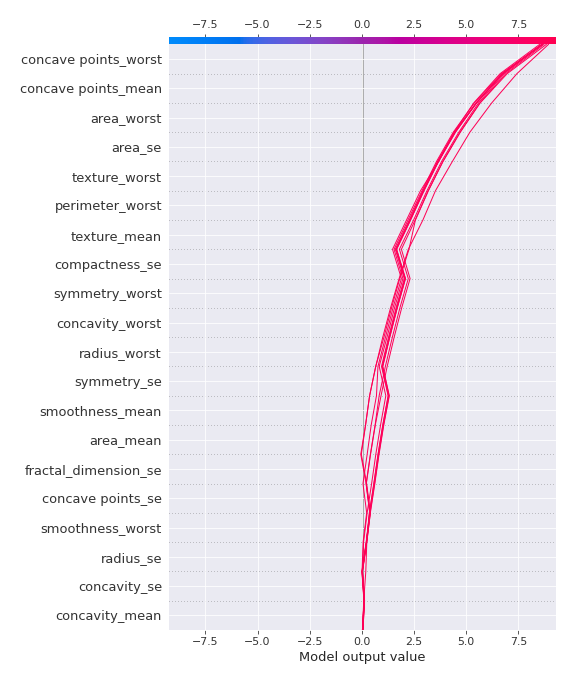 −7.5 −5.0 −2.5 0.0 2.5 5.0 7.5
concave points_worst
concave points_mean
area_worst
area_se
texture_worst
perimeter_worst
texture_mean
compactness_se
symmetry_worst
concavity_worst
radius_worst
symmetry_se
smoothness_mean
area_mean
fractal_dimension_se
concave points_se
smoothness_worst
radius_se
concavity_se
concavity_mean
−7.5 −5.0 −2.5 0.0 2.5 5.0 7.5
Model output value